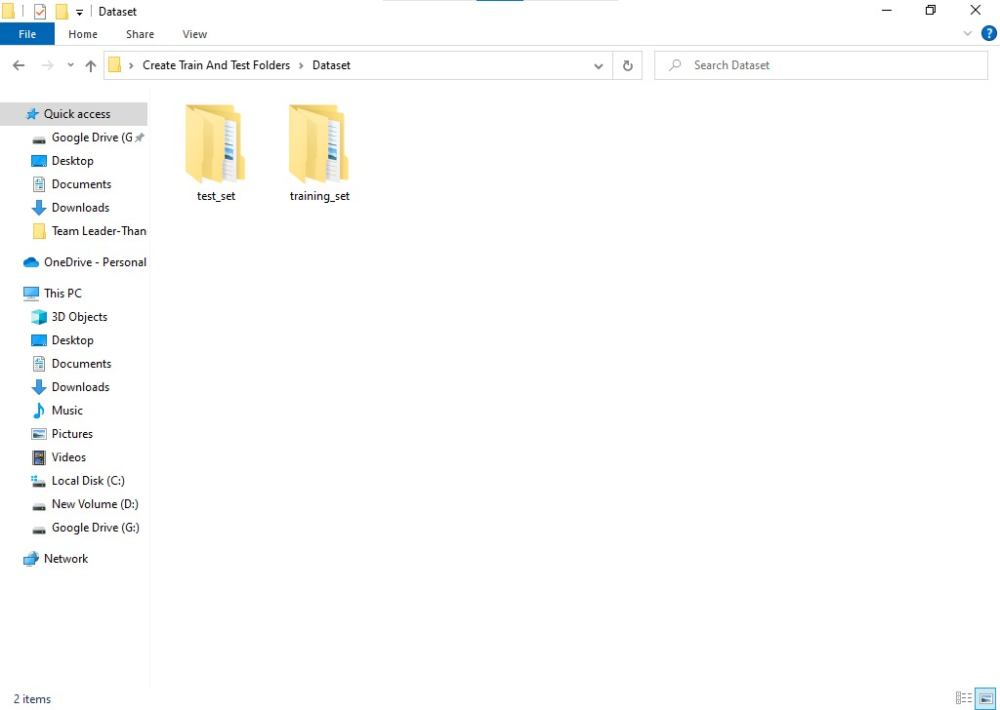 Dataset
File Home Share View
Create Train And Test Folders Dataset
Search Dataset
Quick access
Google Drive (G
Desktop
Documents
Downloads
Team Leader-Than
OneDrive - Personal
This PC
3D Objects
Desktop
Documents
Downloads
Music
Pictures
Videos
Local Disk (C:)
New Volume (D:)
Google Drive (G:)
Network
test_set
training_set
2 items